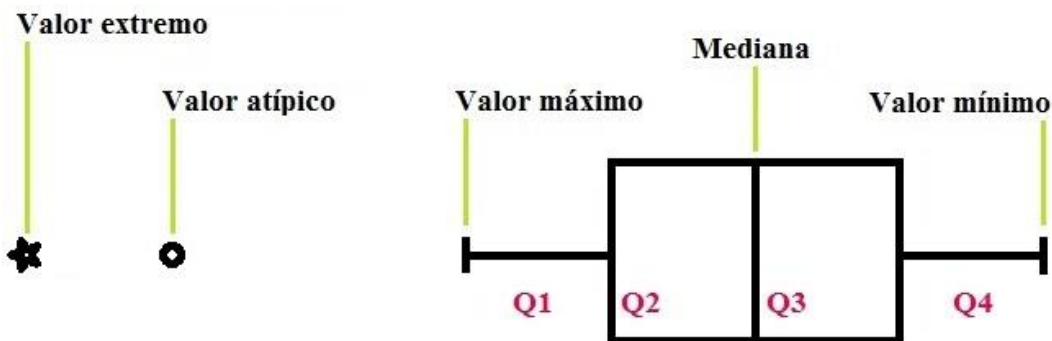 Valor extremo
Mediana
Valor atípico
Valor máximo
Valor mínimo
Q1
Q2
Q3
Q4